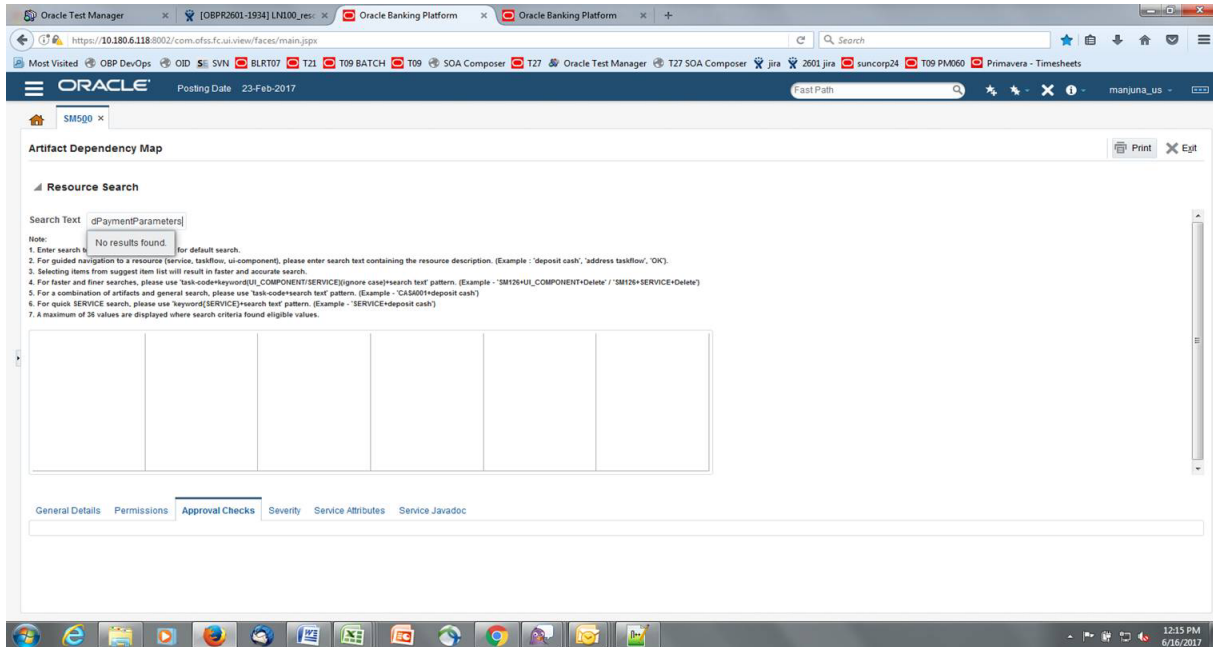 Oracle Test Manager × [OBPR2601-1934] LN100_resc × Oracle Banking Platform × Oracle Banking Platform × +
https://10.180.6.118:8002/com.ofss.fc.ui.view/faces/main.jspx Search
Most Visited OBP DevOps OID SVN BLRT07 T21 T09 BATCH T09 SOA Composer T27 Oracle Test Manager T27 SOA Composer jira 2601 jira suncorp24 T09 PM060 Primavera - Timesheets
ORACLE Posting Date 23-Feb-2017 Fast Path manjuna_us
SM500 ×
Artifact Dependency Map Print Exit
Resource Search
Search Text dPaymentParameters
No results found.
Note:
1. Enter search t for default search.
2. For guided navigation to a resource (service, taskflow, ui-component), please enter search text containing the resource description. (Example : 'deposit cash', 'address taskflow', 'OK').
3. Selecting items from suggest item list will result in faster and accurate search.
4. For faster and finer searches, please use 'task-code+keyword(UI_COMPONENT/SERVICE)(ignore case)+search text' pattern. (Example - 'SM126+UI_COMPONENT+Delete' / 'SM126+SERVICE+Delete')
5. For a combination of artifacts and general search, please use 'task-code+search text' pattern. (Example - 'CASA001+deposit cash')
6. For quick SERVICE search, please use 'keyword{SERVICE)+search text' pattern. (Example - 'SERVICE+deposit cash')
7. A maximum of 36 values are displayed where search criteria found eligible values.
General Details Permissions Approval Checks Severity Service Attributes Service Javadoc
12:15 PM
6/16/2017